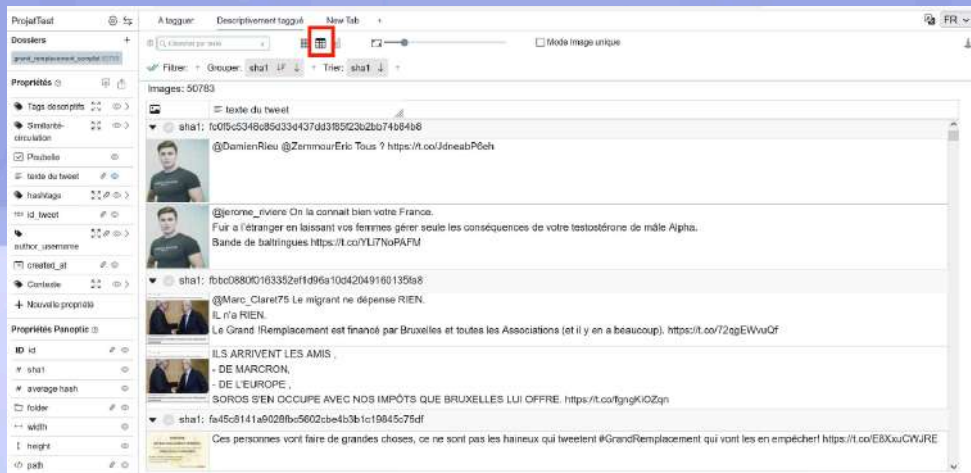 ProjetTest
Dossiers
+
grand_remplacement_complet 50783
Propriétés
Tags descriptifs
Similarité-circulation
Poubelle
texte du tweet
hashtags
id_tweet
author_username
created_at
Contexte
+ Nouvelle propriété
Propriétés Panoptic
ID id
# sha1
# average hash
folder
width
height
path
A tagguer
Descriptivement taggué
New Tab
+
FR
Chercher par texte
Mode Image unique
Filtrer: + Grouper: sha1 + Trier: sha1 +
Images: 50783
texte du tweet
sha1: fc0f5c5348c85d33d437dd3f85f23b2bb74b84b8
@DamienRieu @ZemmourEric Tous ? https://t.co/JdneabP6eh
@jerome_riviere On la connait bien votre France.
Fuir a l'étranger en laissant vos femmes gérer seule les conséquences de votre testostérone de mâle Alpha.
Bande de baltringues https://t.co/YLi7NoPAFM
sha1: fbbc0880f0163352ef1d96a10d42049160135fa8
@Marc_Claret75 Le migrant ne dépense RIEN.
IL n'a RIEN.
Le Grand !Remplacement est financé par Bruxelles et toutes les Associations (et il y en a beaucoup). https://t.co/72qgEWvuQf
ILS ARRIVENT LES AMIS ,
- DE MARCRON,
- DE L'EUROPE ,
SOROS S'EN OCCUPE AVEC NOS IMPÔTS QUE BRUXELLES LUI OFFRE. https://t.co/fgngKiOZqn
sha1: fa45c8141a9028fbc5602cbe4b3b1c19845c75df
Ces personnes vont faire de grandes choses, ce ne sont pas les haineux qui tweetent #GrandRemplacement qui vont les en empêcher! https://t.co/E8XxuCWJRE